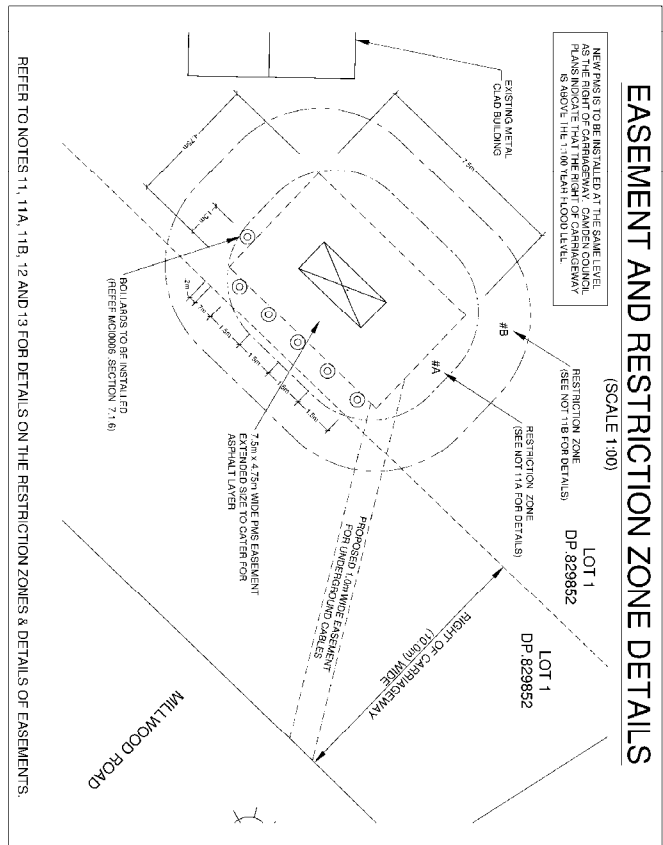 EASEMENT AND RESTRICTION ZONE DETAILS
(SCALE 1:00)
NEW PMS IS TO BE INSTALLED AT THE SAME LEVEL
AS THE RIGHT OF CARRIAGEWAY. CAMDEN COUNCIL
PLANS INDICATE THAT THE RIGHT OF CARRIAGEWAY
IS ABOVE THE 1:100 YEAR FLOOD LEVEL
EXISTING METAL
CLAD BUILDING
RESTRICTION ZONE
(SEE NOT 11B FOR DETAILS)
RESTRICTION ZONE
(SEE NOT 11A FOR DETAILS)
LOT 1
DP.829852
LOT 1
DP.829852
#B
#A
7.5m
4.75m
1.5m
2m
1m
1.5m
1.5m
1.5m
1.5m
RIGHT OF CARRIAGEWAY
(10.0m) WIDE
PROPOSED 1.0m WIDE EASEMENT
FOR UNDERGROUND CABLES
7.5m x 4.75m WIDE PMS EASEMENT
EXTENDED SIZE TO CATER FOR
ASPHALT LAYER
BOLLARDS TO BE INSTALLED
(REFER MCI0006 SECTION 7.1.6)
MILLWOOD ROAD
REFER TO NOTES 11, 11A, 11B, 12 AND 13 FOR DETAILS ON THE RESTRICTION ZONES & DETAILS OF EASEMENTS.